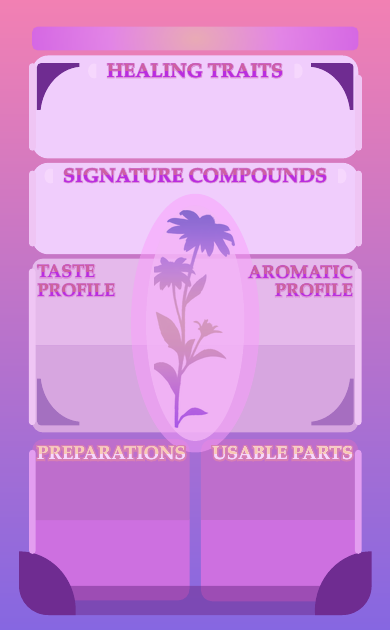 HEALING TRAITS
SIGNATURE COMPOUNDS
TASTE
PROFILE
AROMATIC
PROFILE
PREPARATIONS
USABLE PARTS